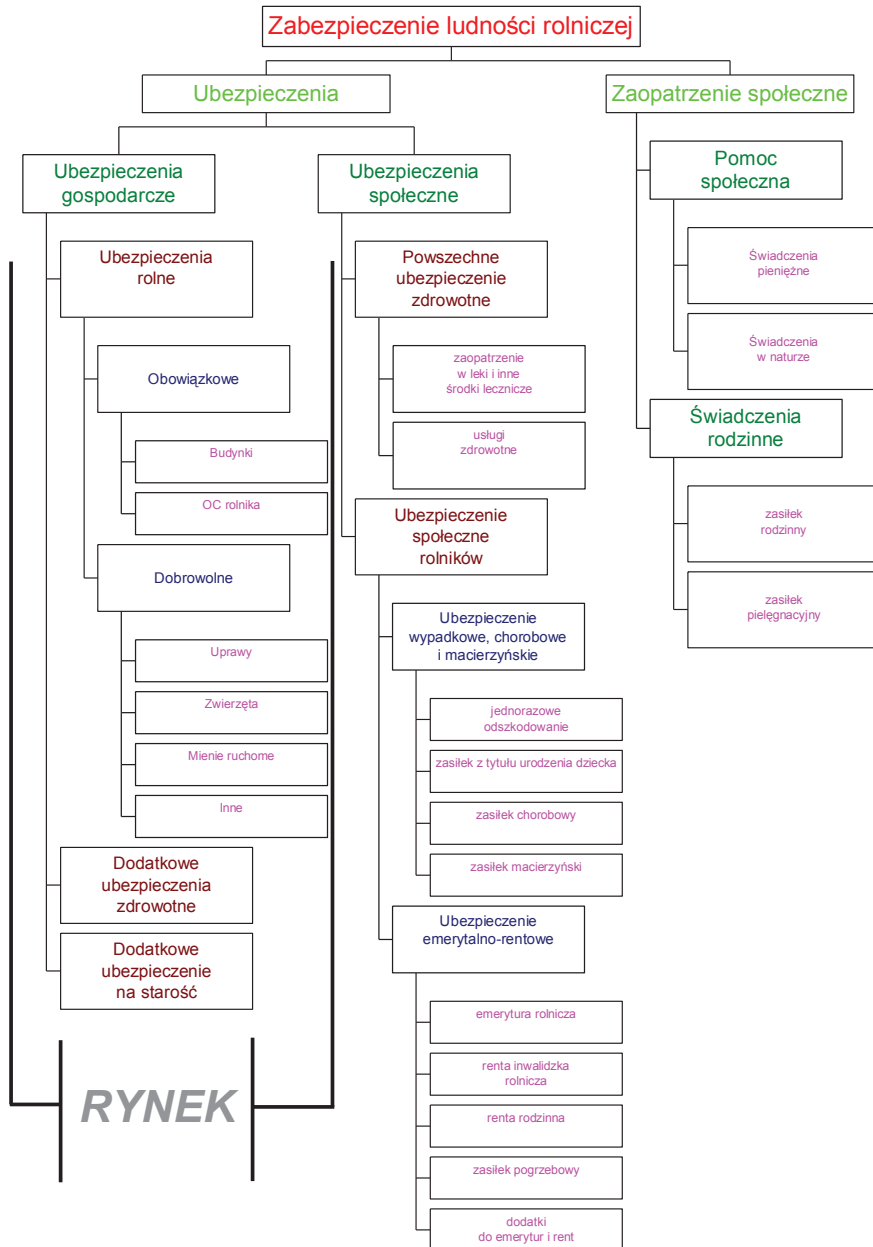 Zabezpieczenie ludności rolniczej
Ubezpieczenia
Zaopatrzenie społeczne
Ubezpieczenia
gospodarcze
Ubezpieczenia
rolne
Obowiązkowe
Budynki
OC rolnika
Dobrowolne
Uprawy
Zwierzęta
Mienie ruchome
Inne
Dodatkowe
ubezpieczenia
zdrowotne
Dodatkowe
ubezpieczenie
na starość
RYNEK
Ubezpieczenia
społeczne
Powszechne
ubezpieczenie
zdrowotne
zaopatrzenie
w leki i inne
środki lecznicze
usługi
zdrowotne
Ubezpieczenie
społeczne
rolników
Ubezpieczenie
wypadkowe, chorobowe
i macierzyńskie
jednorazowe
odszkodowanie
zasiłek z tytułu urodzenia dziecka
zasiłek chorobowy
zasiłek macierzyński
Ubezpieczenie
emerytalno-rentowe
emerytura rolnicza
renta inwalidzka
rolnicza
renta rodzinna
zasiłek pogrzebowy
dodatki
do emerytur i rent
Pomoc
społeczna
Świadczenia
pieniężne
Świadczenia
w naturze
Świadczenia
rodzinne
zasiłek
rodzinny
zasiłek
pielęgnacyjny